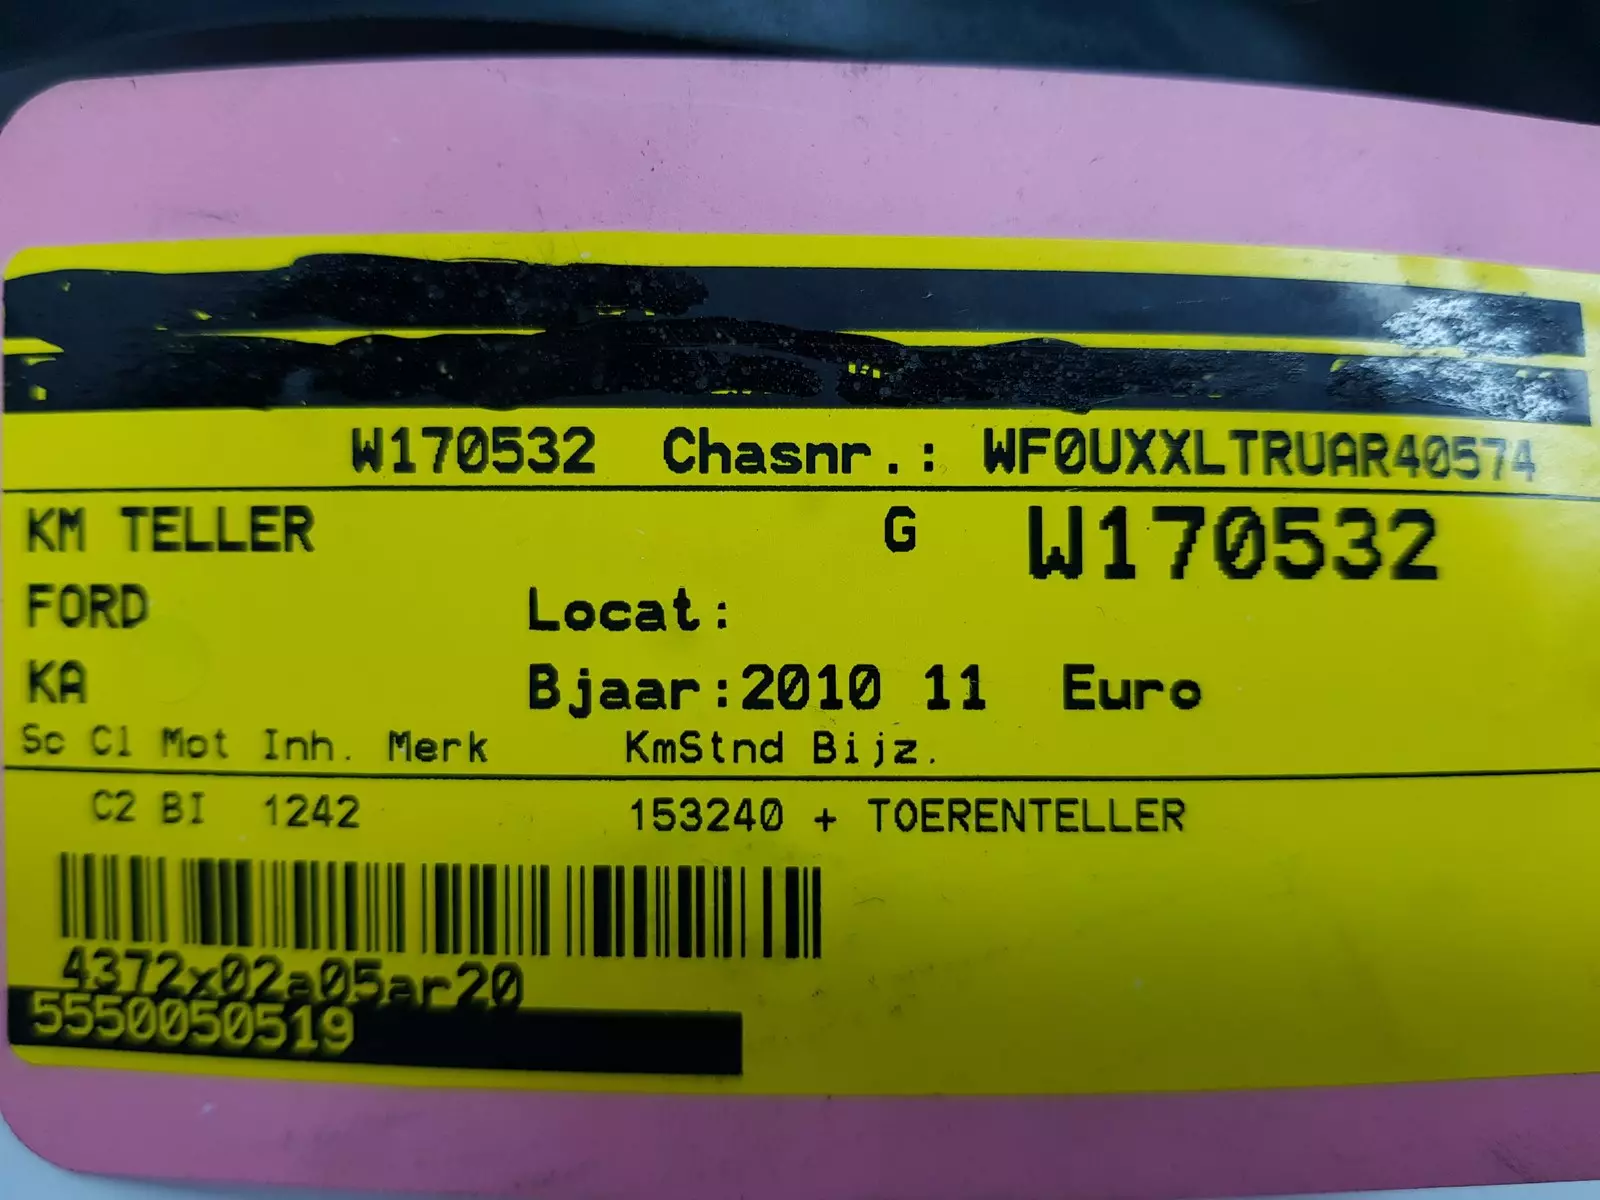 W170532 Chasnr.: WF0UXXLTRUAR40574
KM TELLER G W170532
FORD Locat:
KA Bjaar:2010 11 Euro
Sc Cl Mot Inh. Merk KmStnd Bijz.
C2 BI 1242 153240 + TOERENTELLER
4372x02a05ar20
5550050519